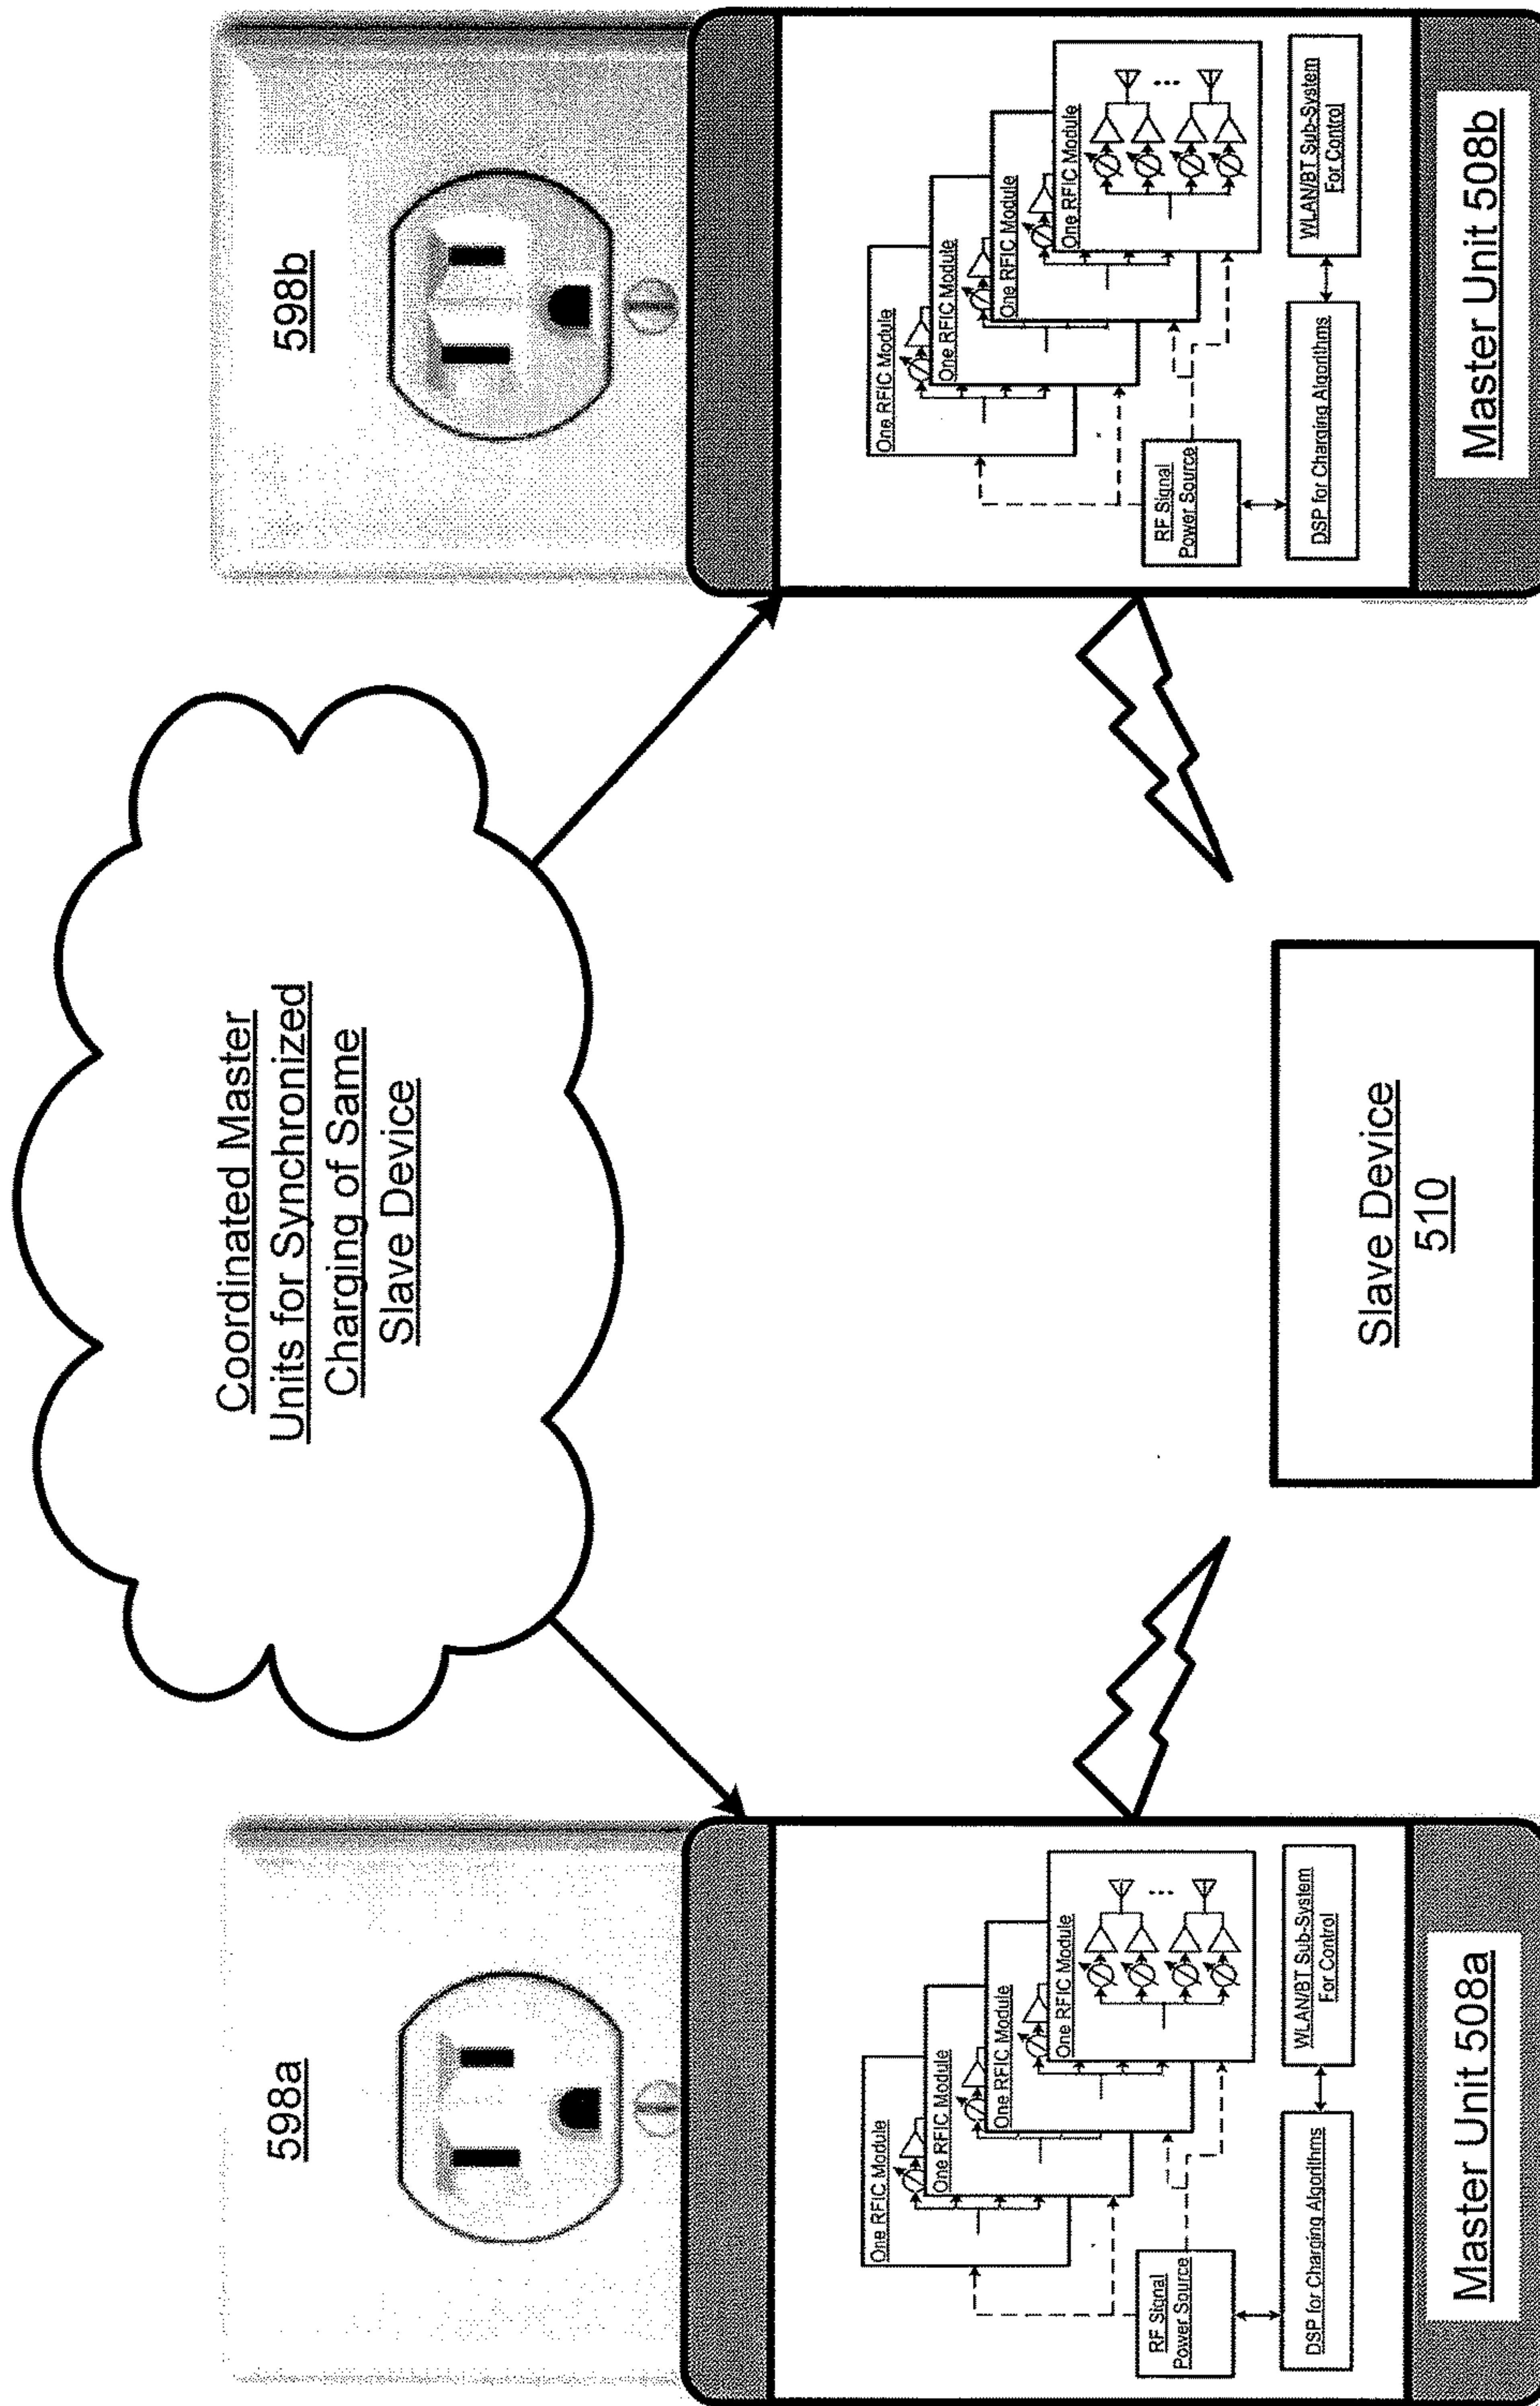 Coordinated Master
Units for Synchronized
Charging of Same
Slave Device
598a
One RFIC Module
One RFIC Module
One RFIC Module
One RFIC Module
...
RF Signal
Power Source
DSP for Charging Algorithms
WLAN/BT Sub-System
For Control
Master Unit 508a
Slave Device
510
598b
One RFIC Module
One RFIC Module
One RFIC Module
One RFIC Module
...
RF Signal
Power Source
DSP for Charging Algorithms
WLAN/BT Sub-System
For Control
Master Unit 508b